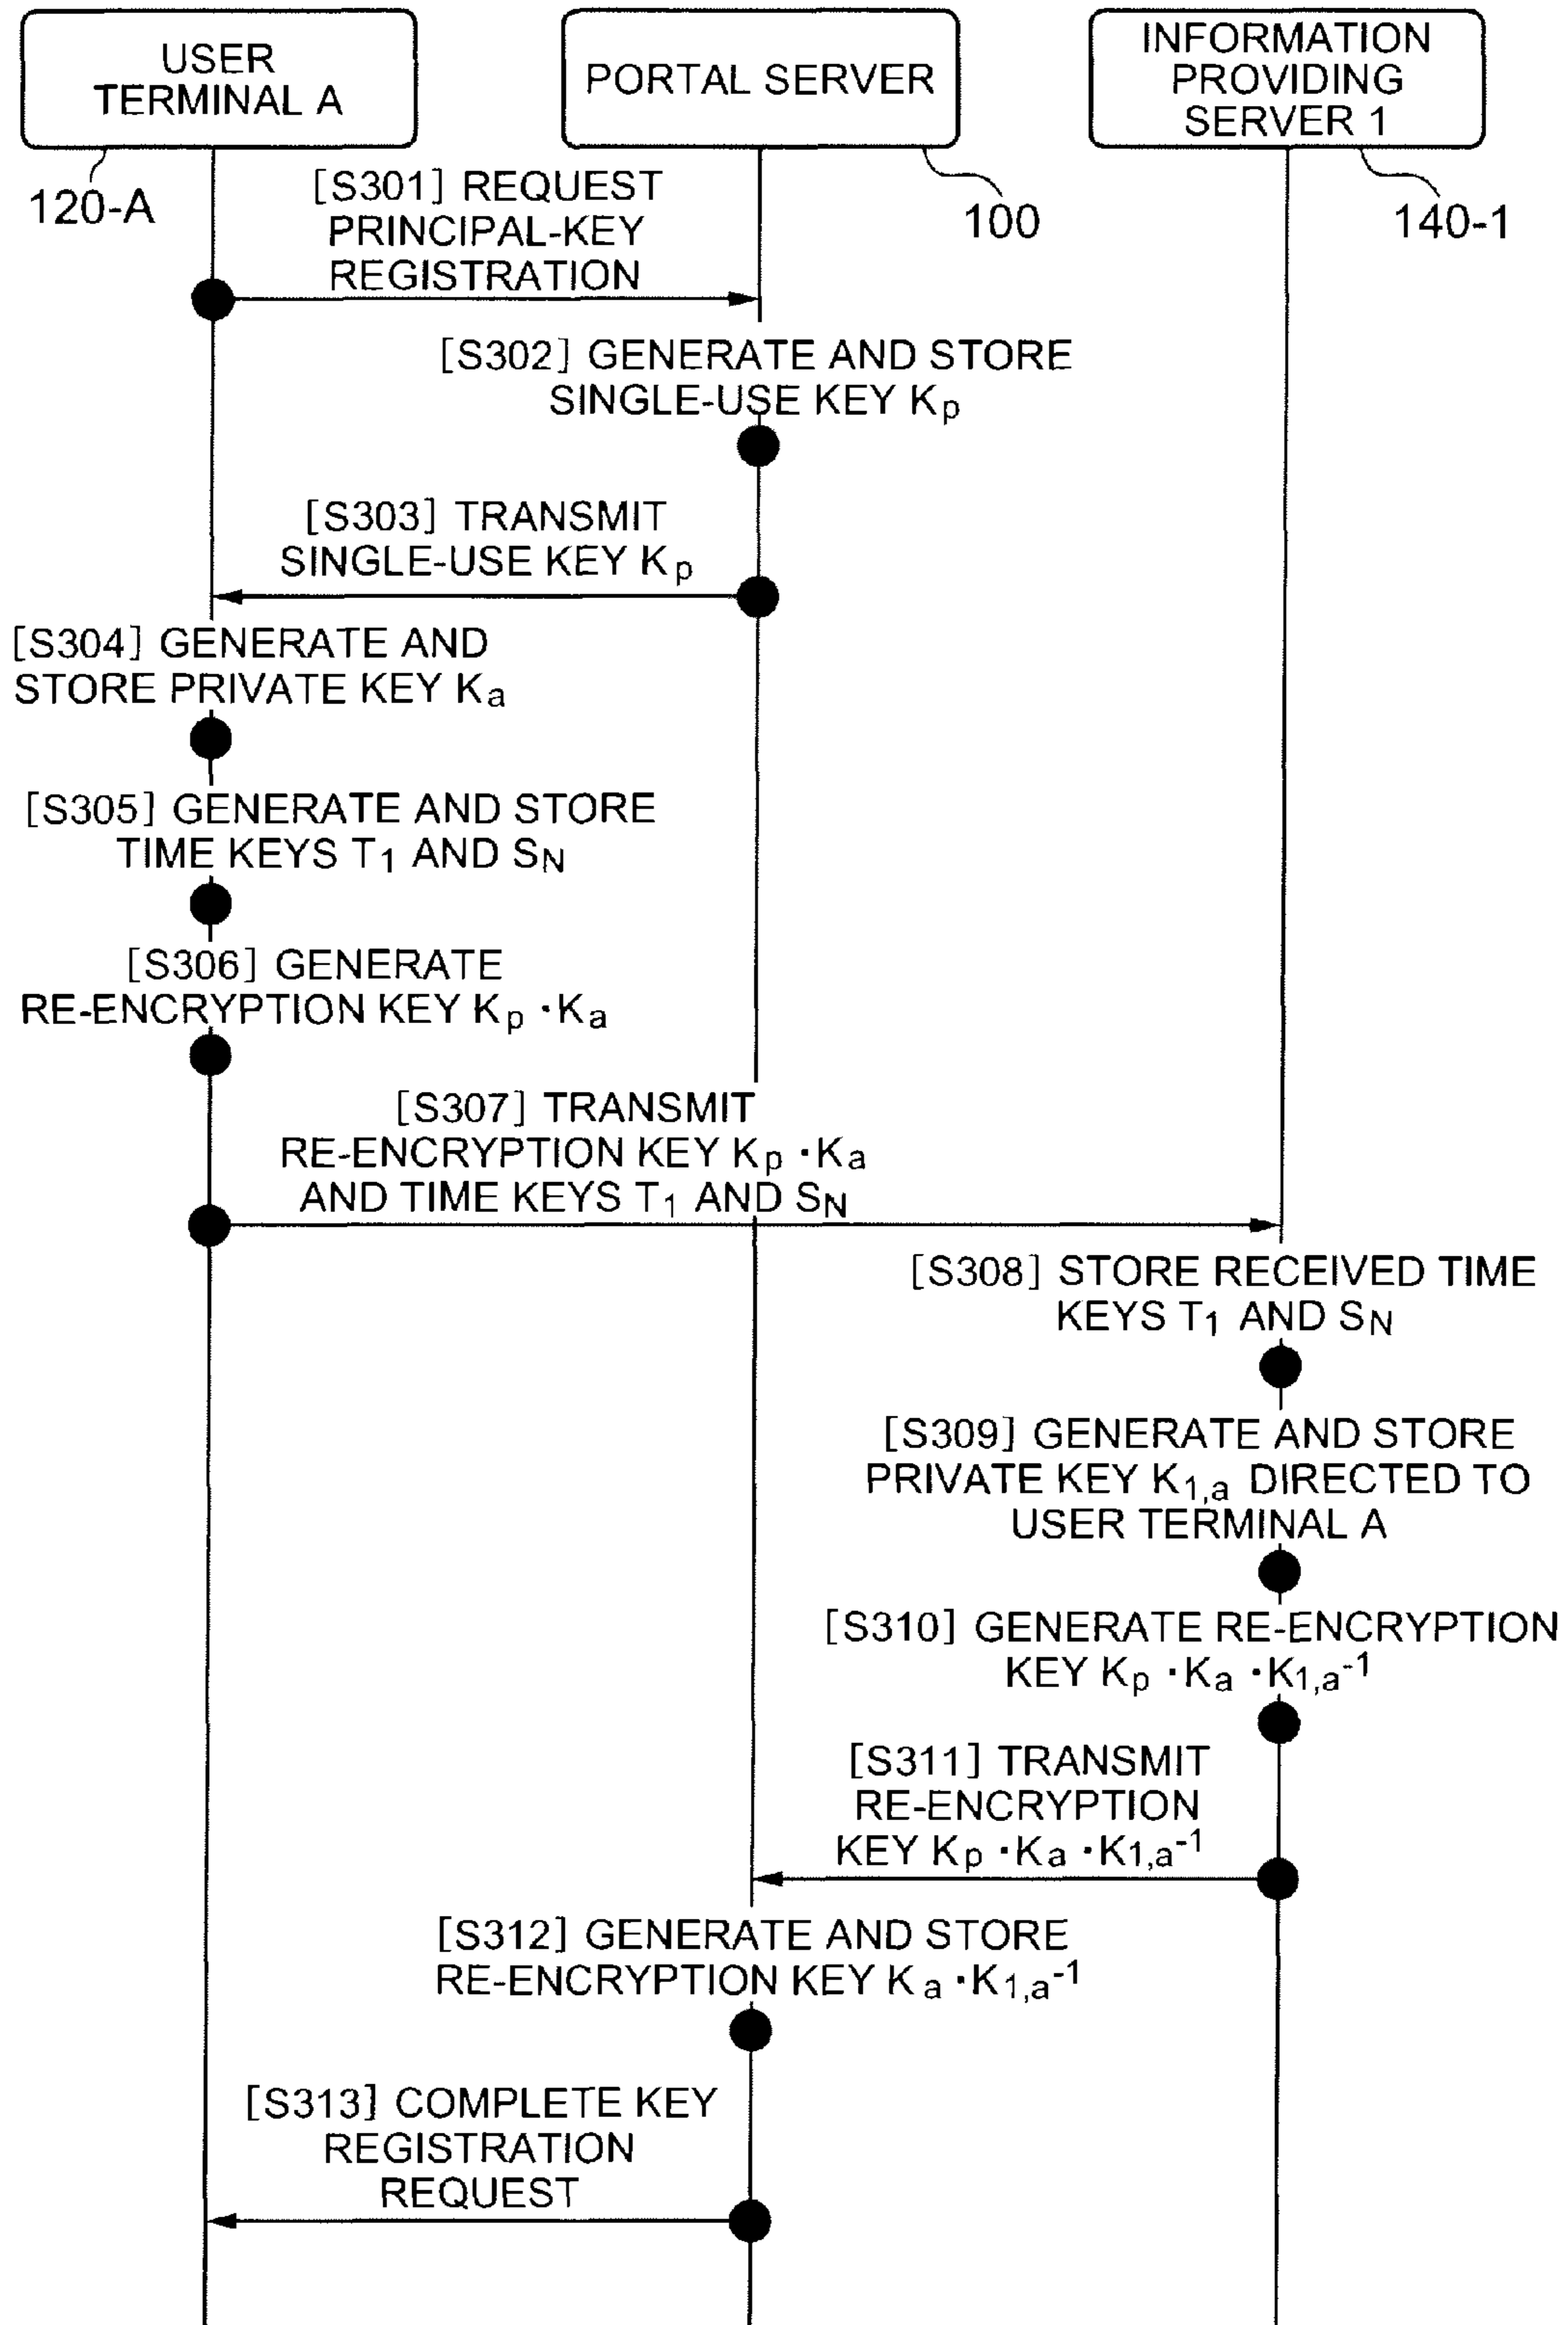 USER
TERMINAL A
PORTAL SERVER
INFORMATION
PROVIDING
SERVER 1
120-A
100
140-1
[S301] REQUEST
PRINCIPAL-KEY
REGISTRATION
[S302] GENERATE AND STORE
SINGLE-USE KEY Kp
[S303] TRANSMIT
SINGLE-USE KEY Kp
[S304] GENERATE AND
STORE PRIVATE KEY Ka
[S305] GENERATE AND STORE
TIME KEYS T1 AND SN
[S306] GENERATE
RE-ENCRYPTION KEY Kp·Ka
[S307] TRANSMIT
RE-ENCRYPTION KEY Kp·Ka
AND TIME KEYS T1 AND SN
[S308] STORE RECEIVED TIME
KEYS T1 AND SN
[S309] GENERATE AND STORE
PRIVATE KEY K1,a DIRECTED TO
USER TERMINAL A
[S310] GENERATE RE-ENCRYPTION
KEY Kp·Ka·K1,a-1
[S311] TRANSMIT
RE-ENCRYPTION
KEY Kp·Ka·K1,a-1
[S312] GENERATE AND STORE
RE-ENCRYPTION KEY Ka·K1,a-1
[S313] COMPLETE KEY
REGISTRATION
REQUEST